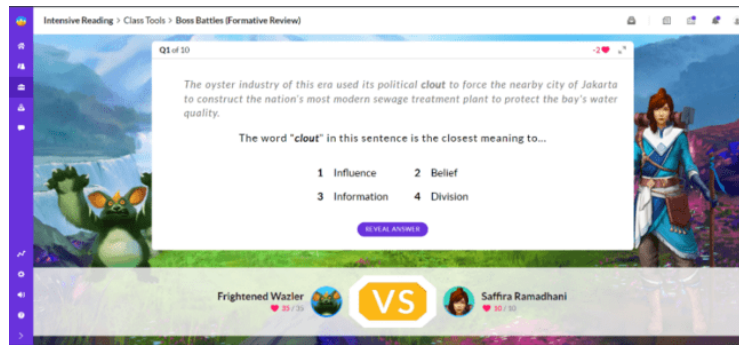 Intensive Reading > Class Tools > Boss Battles (Formative Review)
Q1 of 10
-2
The oyster industry of this era used its political clout to force the nearby city of Jakarta
to construct the nation's most modern sewage treatment plant to protect the bay's water
quality.
The word "clout" in this sentence is the closest meaning to...
1 Influence 2 Belief
3 Information 4 Division
REVEAL ANSWER
Frightened Wazler
35 / 35
VS
Saffira Ramadhani
10 / 10